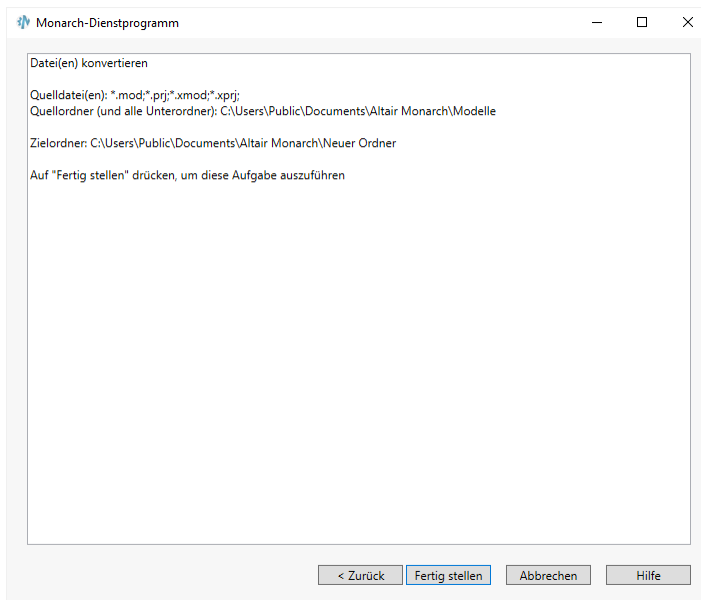 Monarch-Dienstprogramm
Datei(en) konvertieren
Quelldatei(en): *.mod;*.prj;*.xmod;*.xprj;
Quellordner (und alle Unterordner): C:\Users\Public\Documents\Altair Monarch\Modelle
Zielordner: C:\Users\Public\Documents\Altair Monarch\Neuer Ordner
Auf "Fertig stellen" drücken, um diese Aufgabe auszuführen
< Zurück Fertig stellen Abbrechen Hilfe